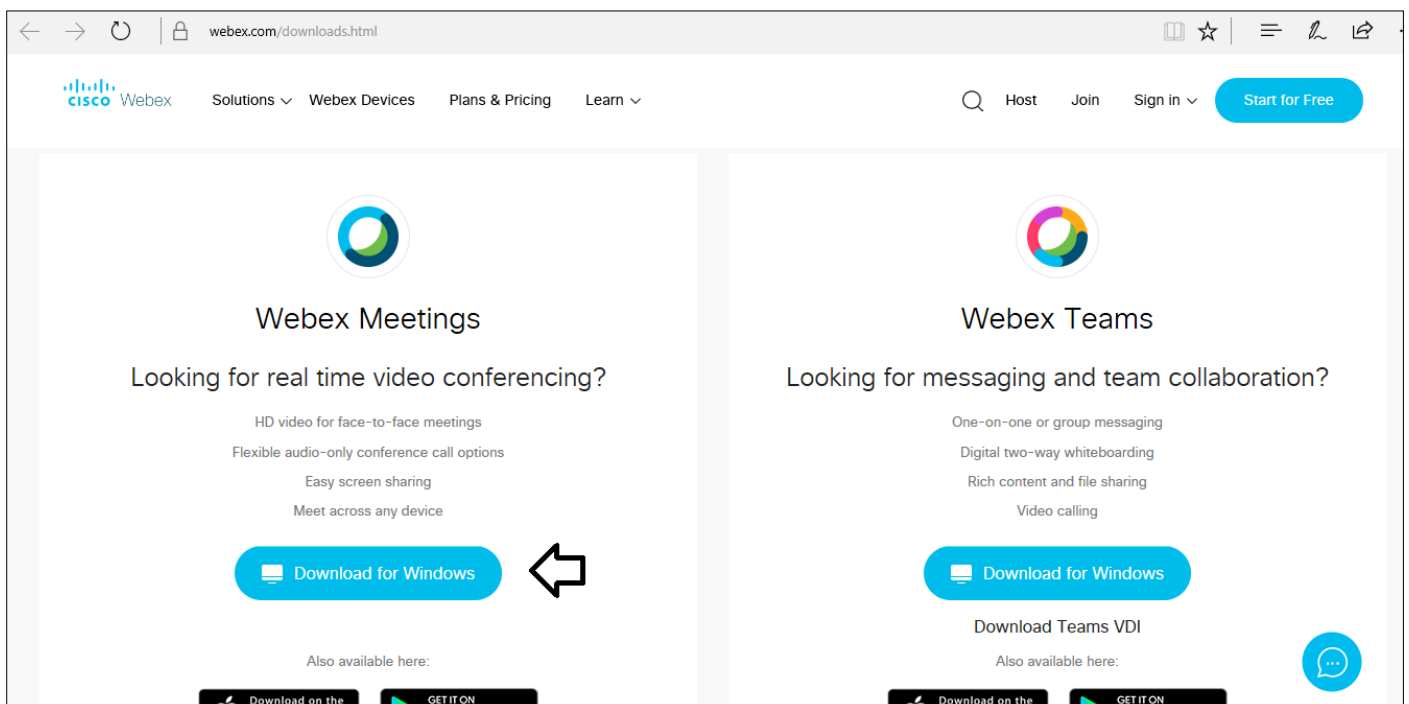 webex.com/downloads.html
cisco Webex Solutions Webex Devices Plans & Pricing Learn Host Join Sign in Start for Free
Webex Meetings
Looking for real time video conferencing?
HD video for face-to-face meetings
Flexible audio-only conference call options
Easy screen sharing
Meet across any device
Download for Windows
Also available here:
Download on the
GET IT ON
Webex Teams
Looking for messaging and team collaboration?
One-on-one or group messaging
Digital two-way whiteboarding
Rich content and file sharing
Video calling
Download for Windows
Download Teams VDI
Also available here:
Download on the
GET IT ON